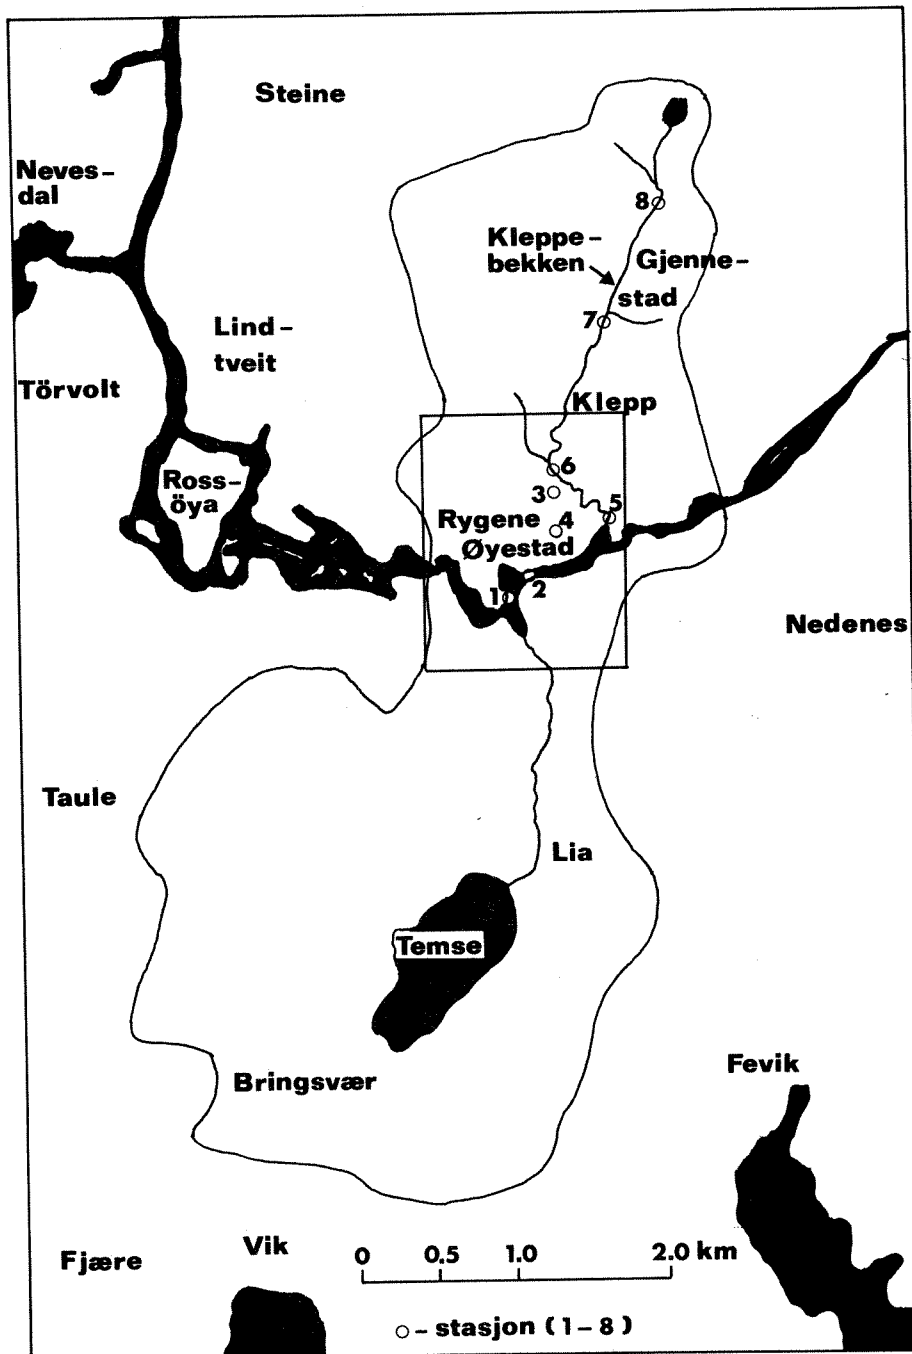 Steine
Neves-
dal
8
Kleppe-
bekken
Gjenne-
stad
7
Lind-
tveit
Törvolt
Klepp
Ross-
öya
6
3
5
4
Rygene
Øyestad
1
2
Nedenes
Taule
Lia
Temse
Bringsvær
Fevik
Fjære
Vik
0 0.5 1.0 2.0 km
○ - stasjon (1-8)